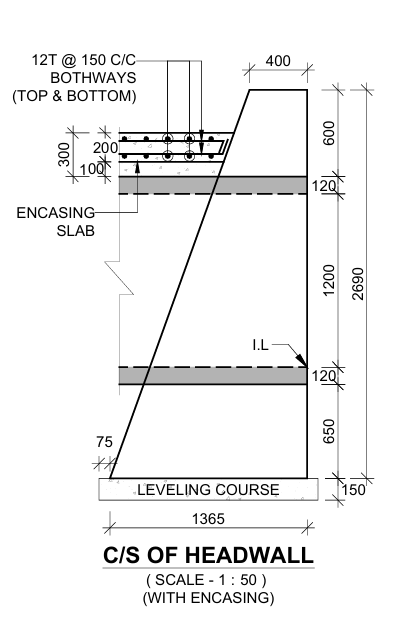 12T @ 150 C/C
BOTHWAYS
(TOP & BOTTOM)
400
600
300
200
100
120
ENCASING
SLAB
1200
2690
I.L
120
650
75
LEVELING COURSE
150
1365
C/S OF HEADWALL
( SCALE - 1 : 50 )
(WITH ENCASING)